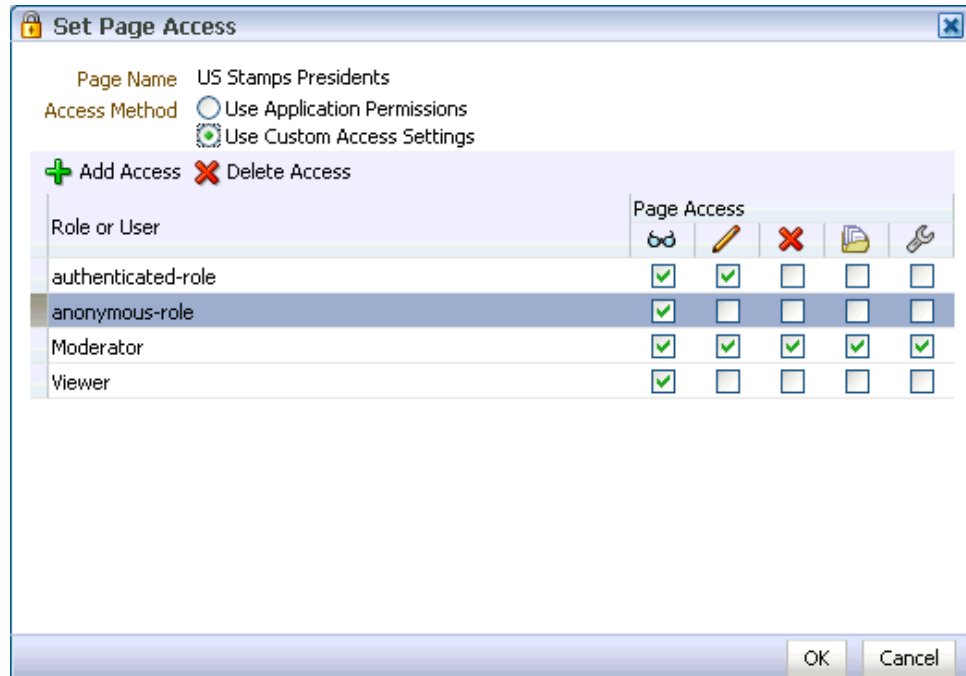 Set Page Access
Page Name US Stamps Presidents
Access Method Use Application Permissions
Use Custom Access Settings
Add Access Delete Access
Role or User Page Access
authenticated-role
anonymous-role
Moderator
Viewer
OK Cancel